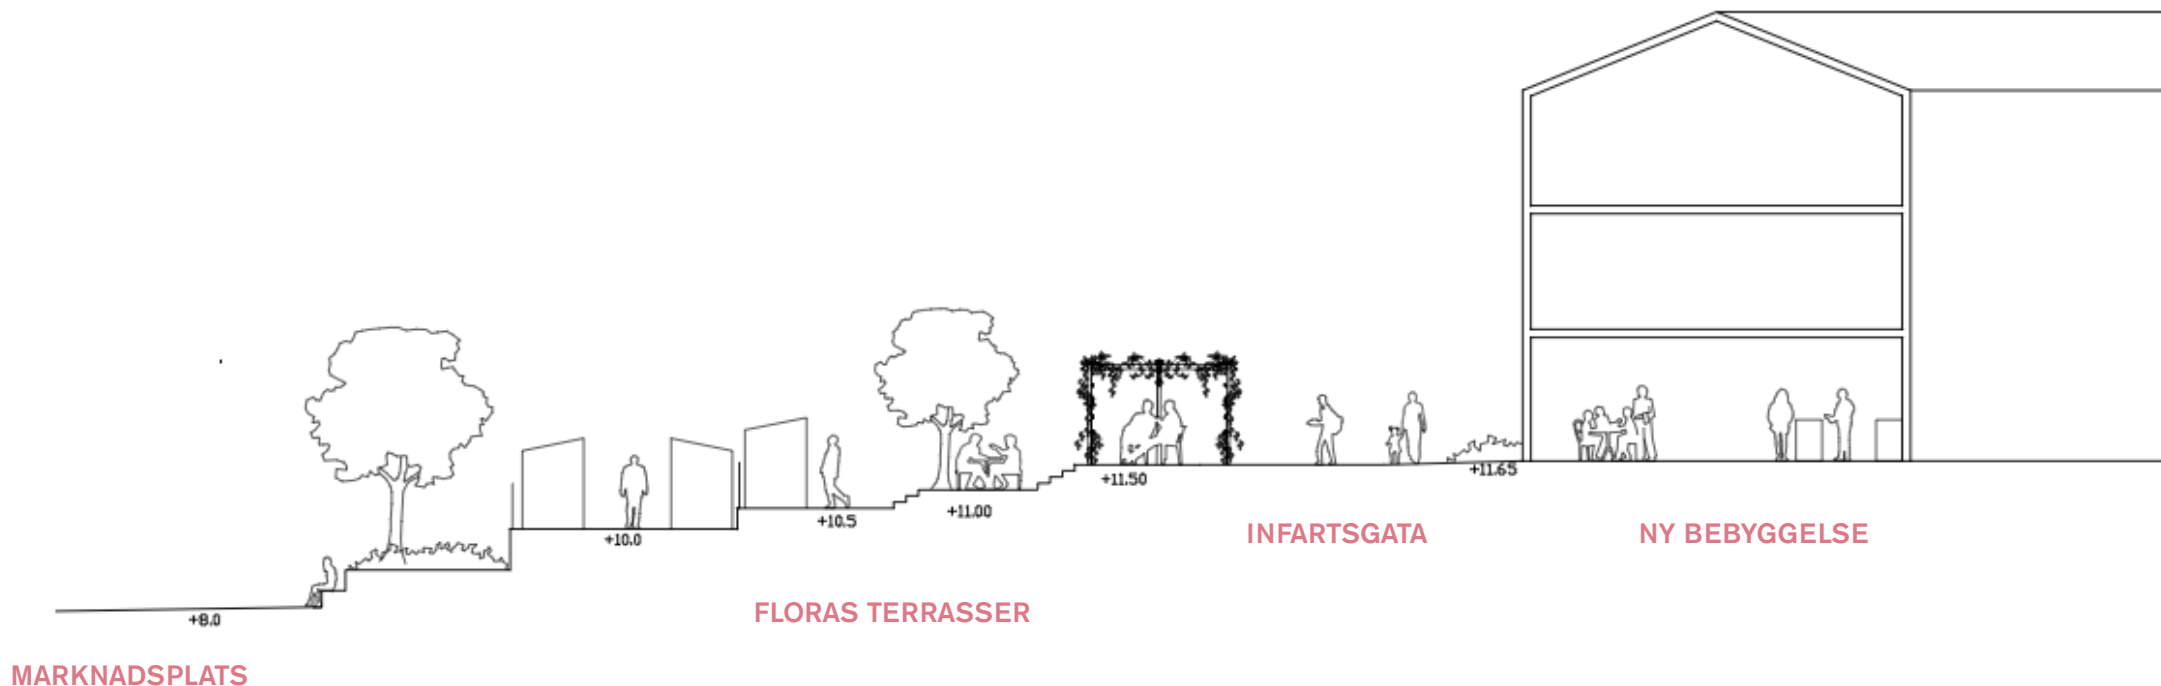 +11.65
+11.50
+11.00
+10.5
INFARTSGATA
NY BEBYGGELSE
+10.0
FLORAS TERRASSER
+8.0
MARKNADSPLATS